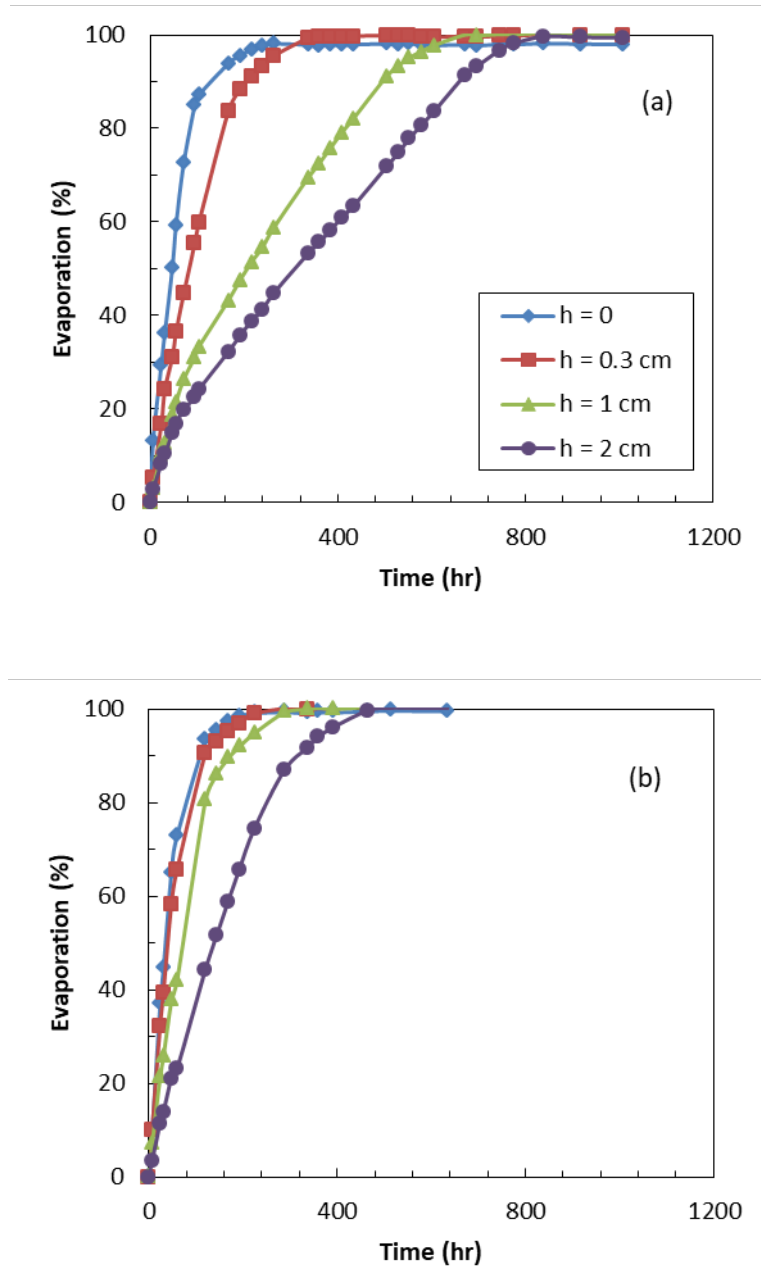 100
80
60
40
20
0
Evaporation (%)
(a)
h = 0
h = 0.3 cm
h = 1 cm
h = 2 cm
0 400 800 1200
Time (hr)
100
80
60
40
20
0
Evaporation (%)
(b)
0 400 800 1200
Time (hr)